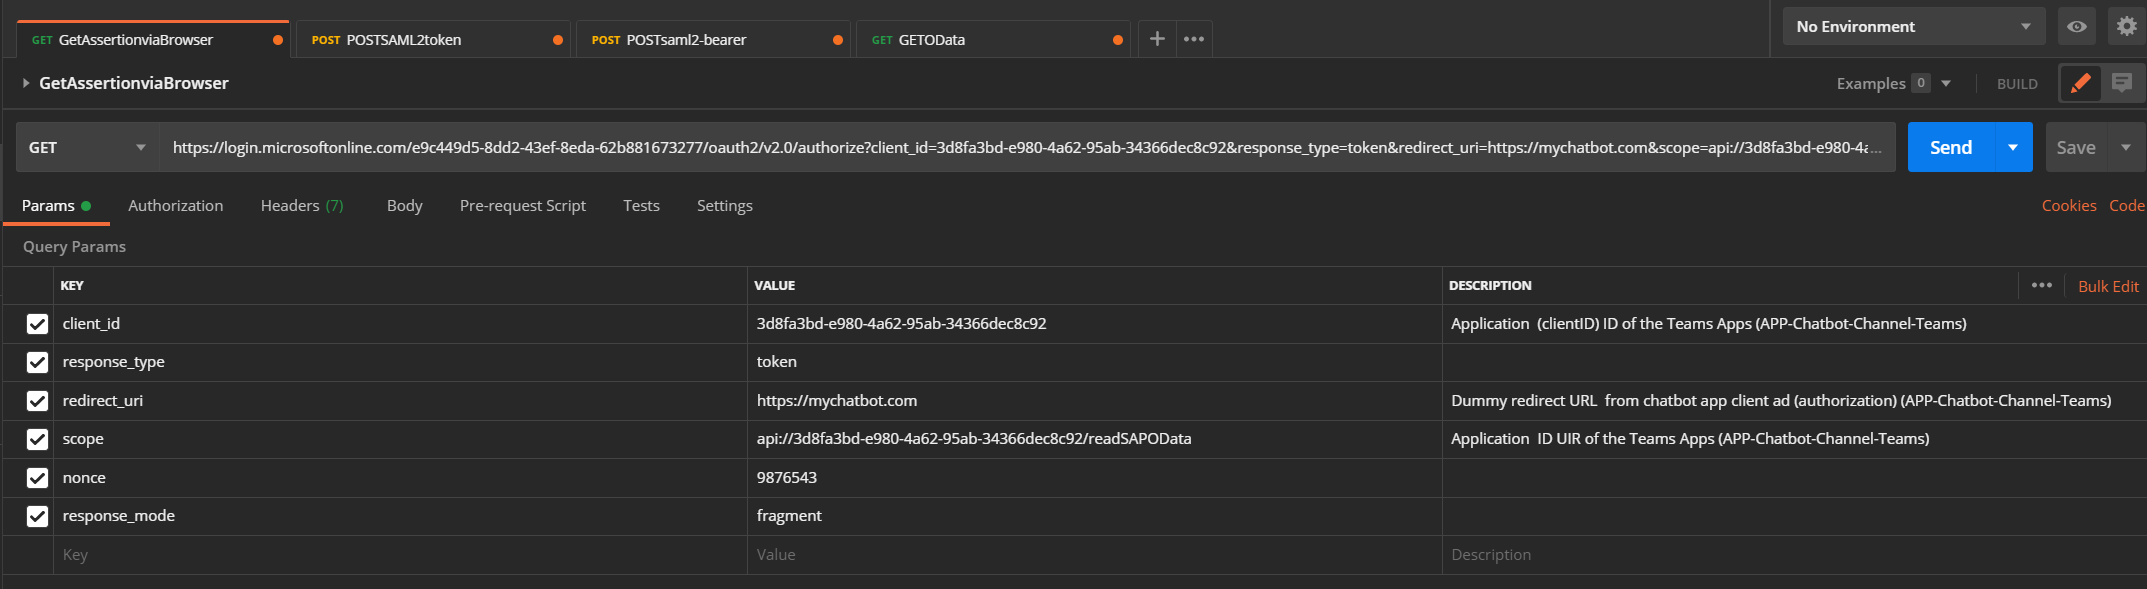 GET GetAssertionviaBrowser POST POSTSAML2token POST POSTsaml2-bearer GET GETOData No Environment
GetAssertionviaBrowser Examples 0 BUILD
GET https://login.microsoftonline.com/e9c449d5-8dd2-43ef-8eda-62b881673277/oauth2/v2.0/authorize?client_id=3d8fa3bd-e980-4a62-95ab-34366dec8c92&response_type=token&redirect_uri=https://mychatbot.com&scope=api://3d8fa3bd-e980-4a... Send Save
Params Authorization Headers (7) Body Pre-request Script Tests Settings Cookies Code
Query Params
KEY VALUE DESCRIPTION ••• Bulk Edit
client_id 3d8fa3bd-e980-4a62-95ab-34366dec8c92 Application (clientID) ID of the Teams Apps (APP-Chatbot-Channel-Teams)
response_type token
redirect_uri https://mychatbot.com Dummy redirect URL from chatbot app client ad (authorization) (APP-Chatbot-Channel-Teams)
scope api://3d8fa3bd-e980-4a62-95ab-34366dec8c92/readSAPOData Application ID UIR of the Teams Apps (APP-Chatbot-Channel-Teams)
nonce 9876543
response_mode fragment
Key Value Description